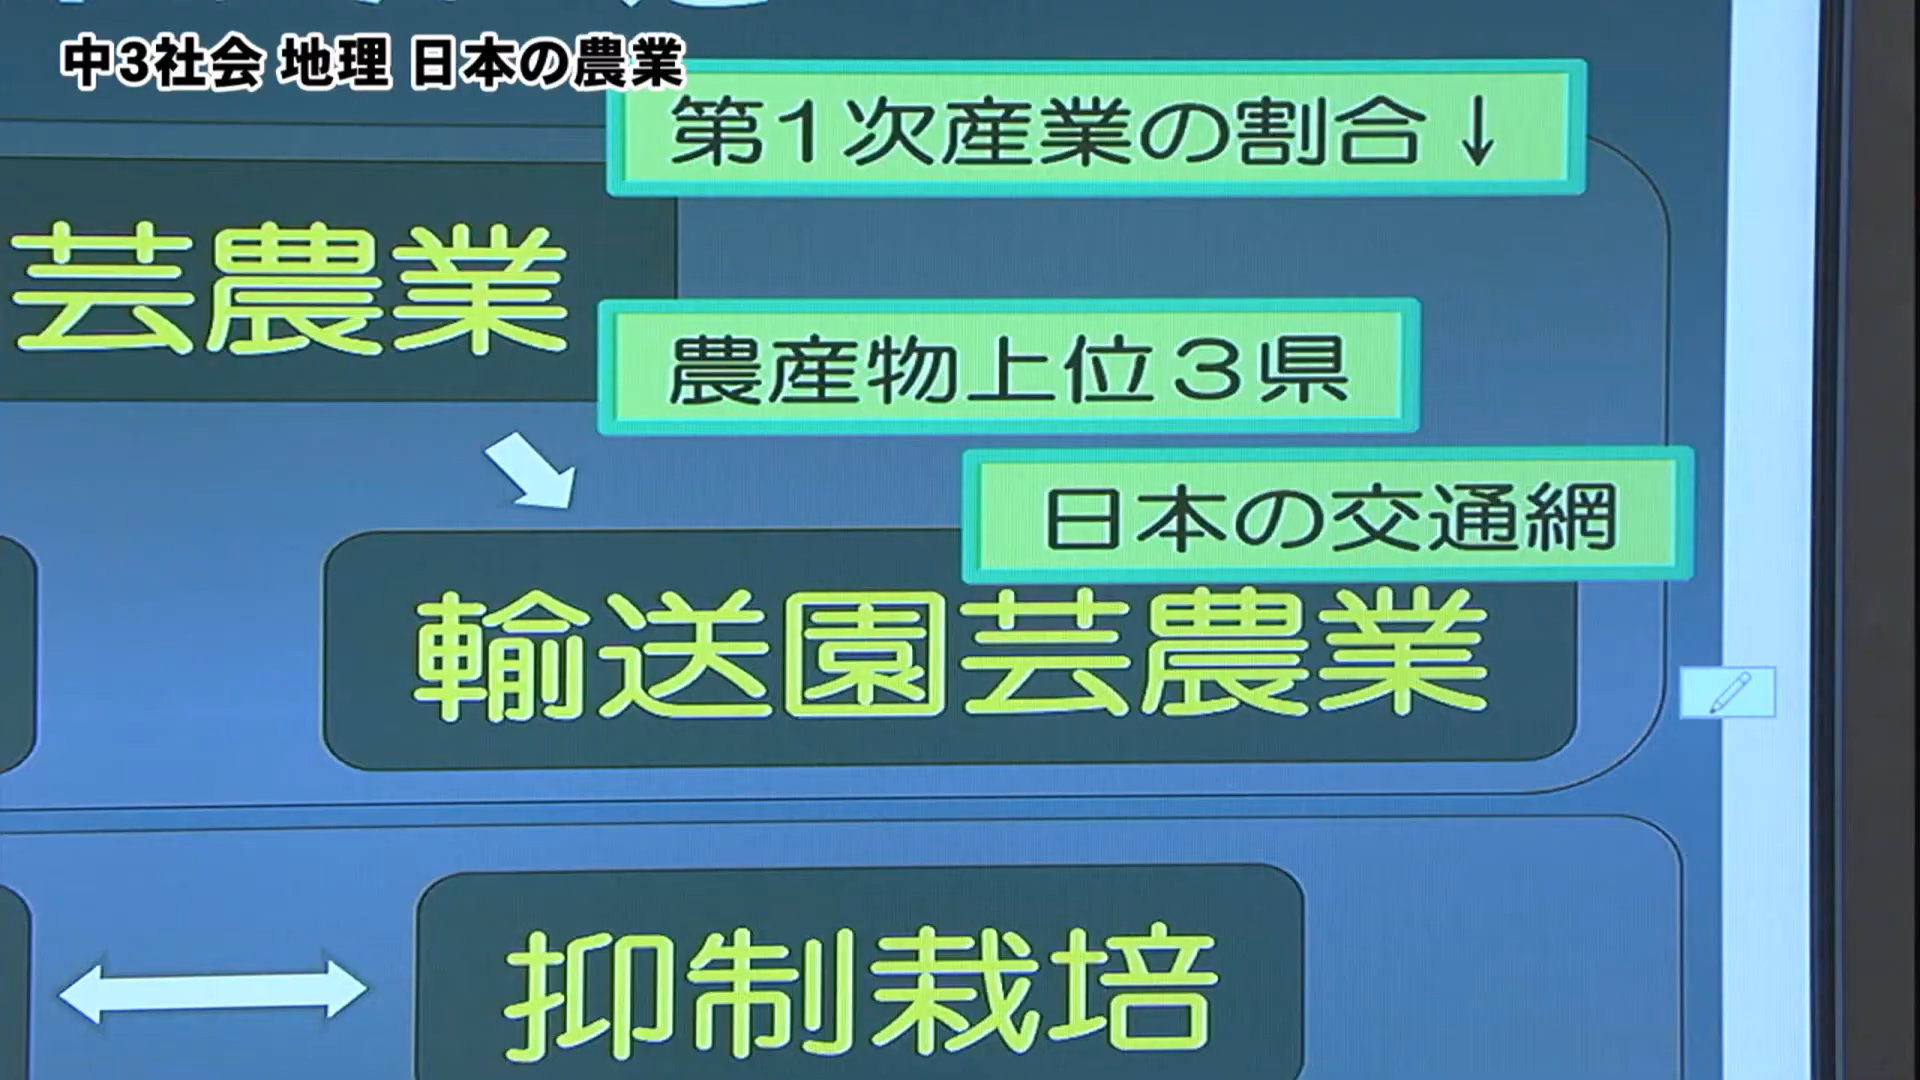 中3社会 地理 日本の農業
第1次産業の割合↓
芸農業
農産物上位3県
日本の交通網
輸送園芸農業
抑制栽培